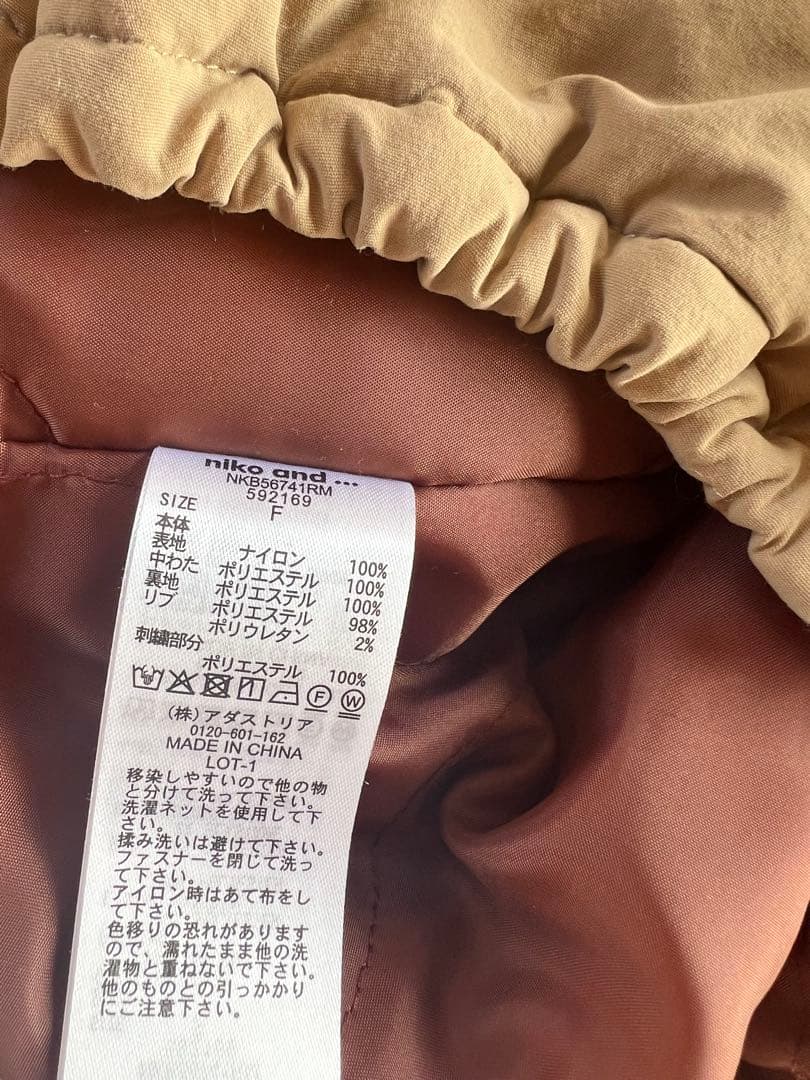 niko and ...
NKB56741RM
592169
SIZE F
本体
表地 ナイロン 100%
中わた ポリエステル 100%
裏地 ポリエステル 100%
リブ ポリエステル 98%
ポリウレタン 2%
刺繍部分
ポリエステル 100%
F W
(株)アダストリア
0120-601-162
MADE IN CHINA
LOT-1
移染しやすいので他の物
と分けて洗って下さい。
洗濯ネットを使用して下
さい。
揉み洗いは避けて下さい。
ファスナーを閉じて洗っ
て下さい。
アイロン時はあて布をし
て下さい。
色移りの恐れがあります
ので、濡れたまま他の洗
濯物と重ねないで下さい。
他のものとの引っかかり
にご注意下さい。